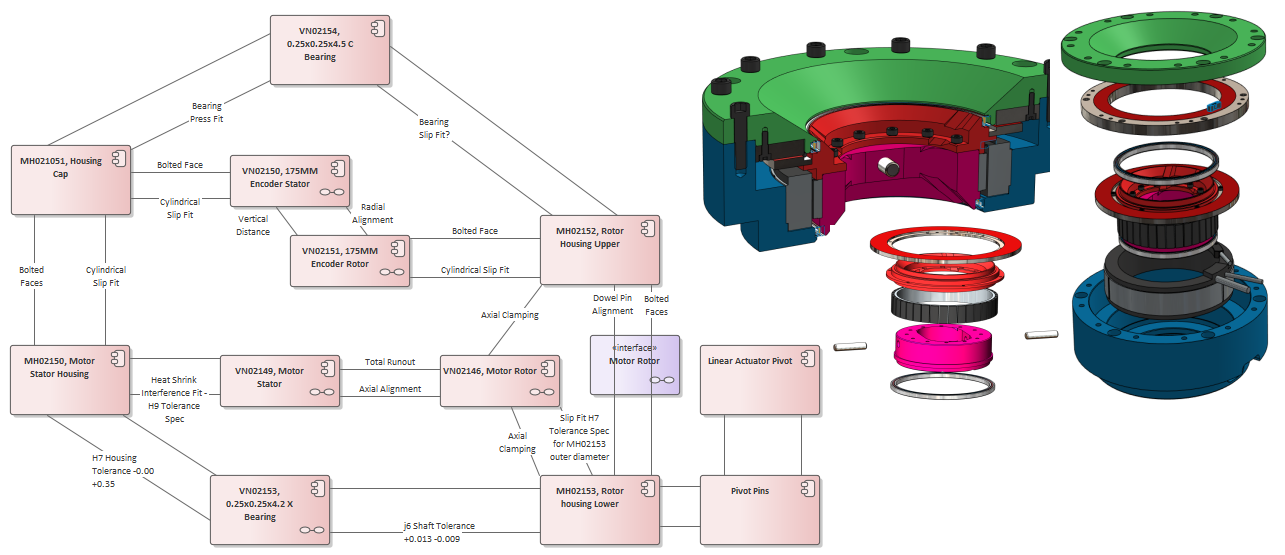 VN02154,
0.25x0.25x4.5 C
Bearing
Bearing
Press Fit
Bearing
Slip Fit?
MH021051, Housing
Cap
Bolted Face
VN02150, 175MM
Encoder Stator
Cylindrical
Slip Fit
Vertical
Distance
Radial
Alignment
VN02151, 175MM
Encoder Rotor
Bolted Face
Cylindrical Slip Fit
MH02152, Rotor
Housing Upper
Bolted
Faces
Cylindrical
Slip Fit
Axial Clamping
Dowel Pin
Alignment
Bolted
Faces
MH02150, Motor
Stator Housing
Heat Shrink
Interference Fit -
H9 Tolerance
Spec
VN02149, Motor
Stator
Total Runout
Axial Alignment
VN02146, Motor Rotor
«interface»
Motor Rotor
Linear Actuator Pivot
Axial
Clamping
Slip Fit H7
Tolerance Spec
for MH02153
outer diameter
H7 Housing
Tolerance -0.00
+0.35
VN02153,
0.25x0.25x4.2 X
Bearing
j6 Shaft Tolerance
+0.013 -0.009
MH02153, Rotor
housing Lower
Pivot Pins